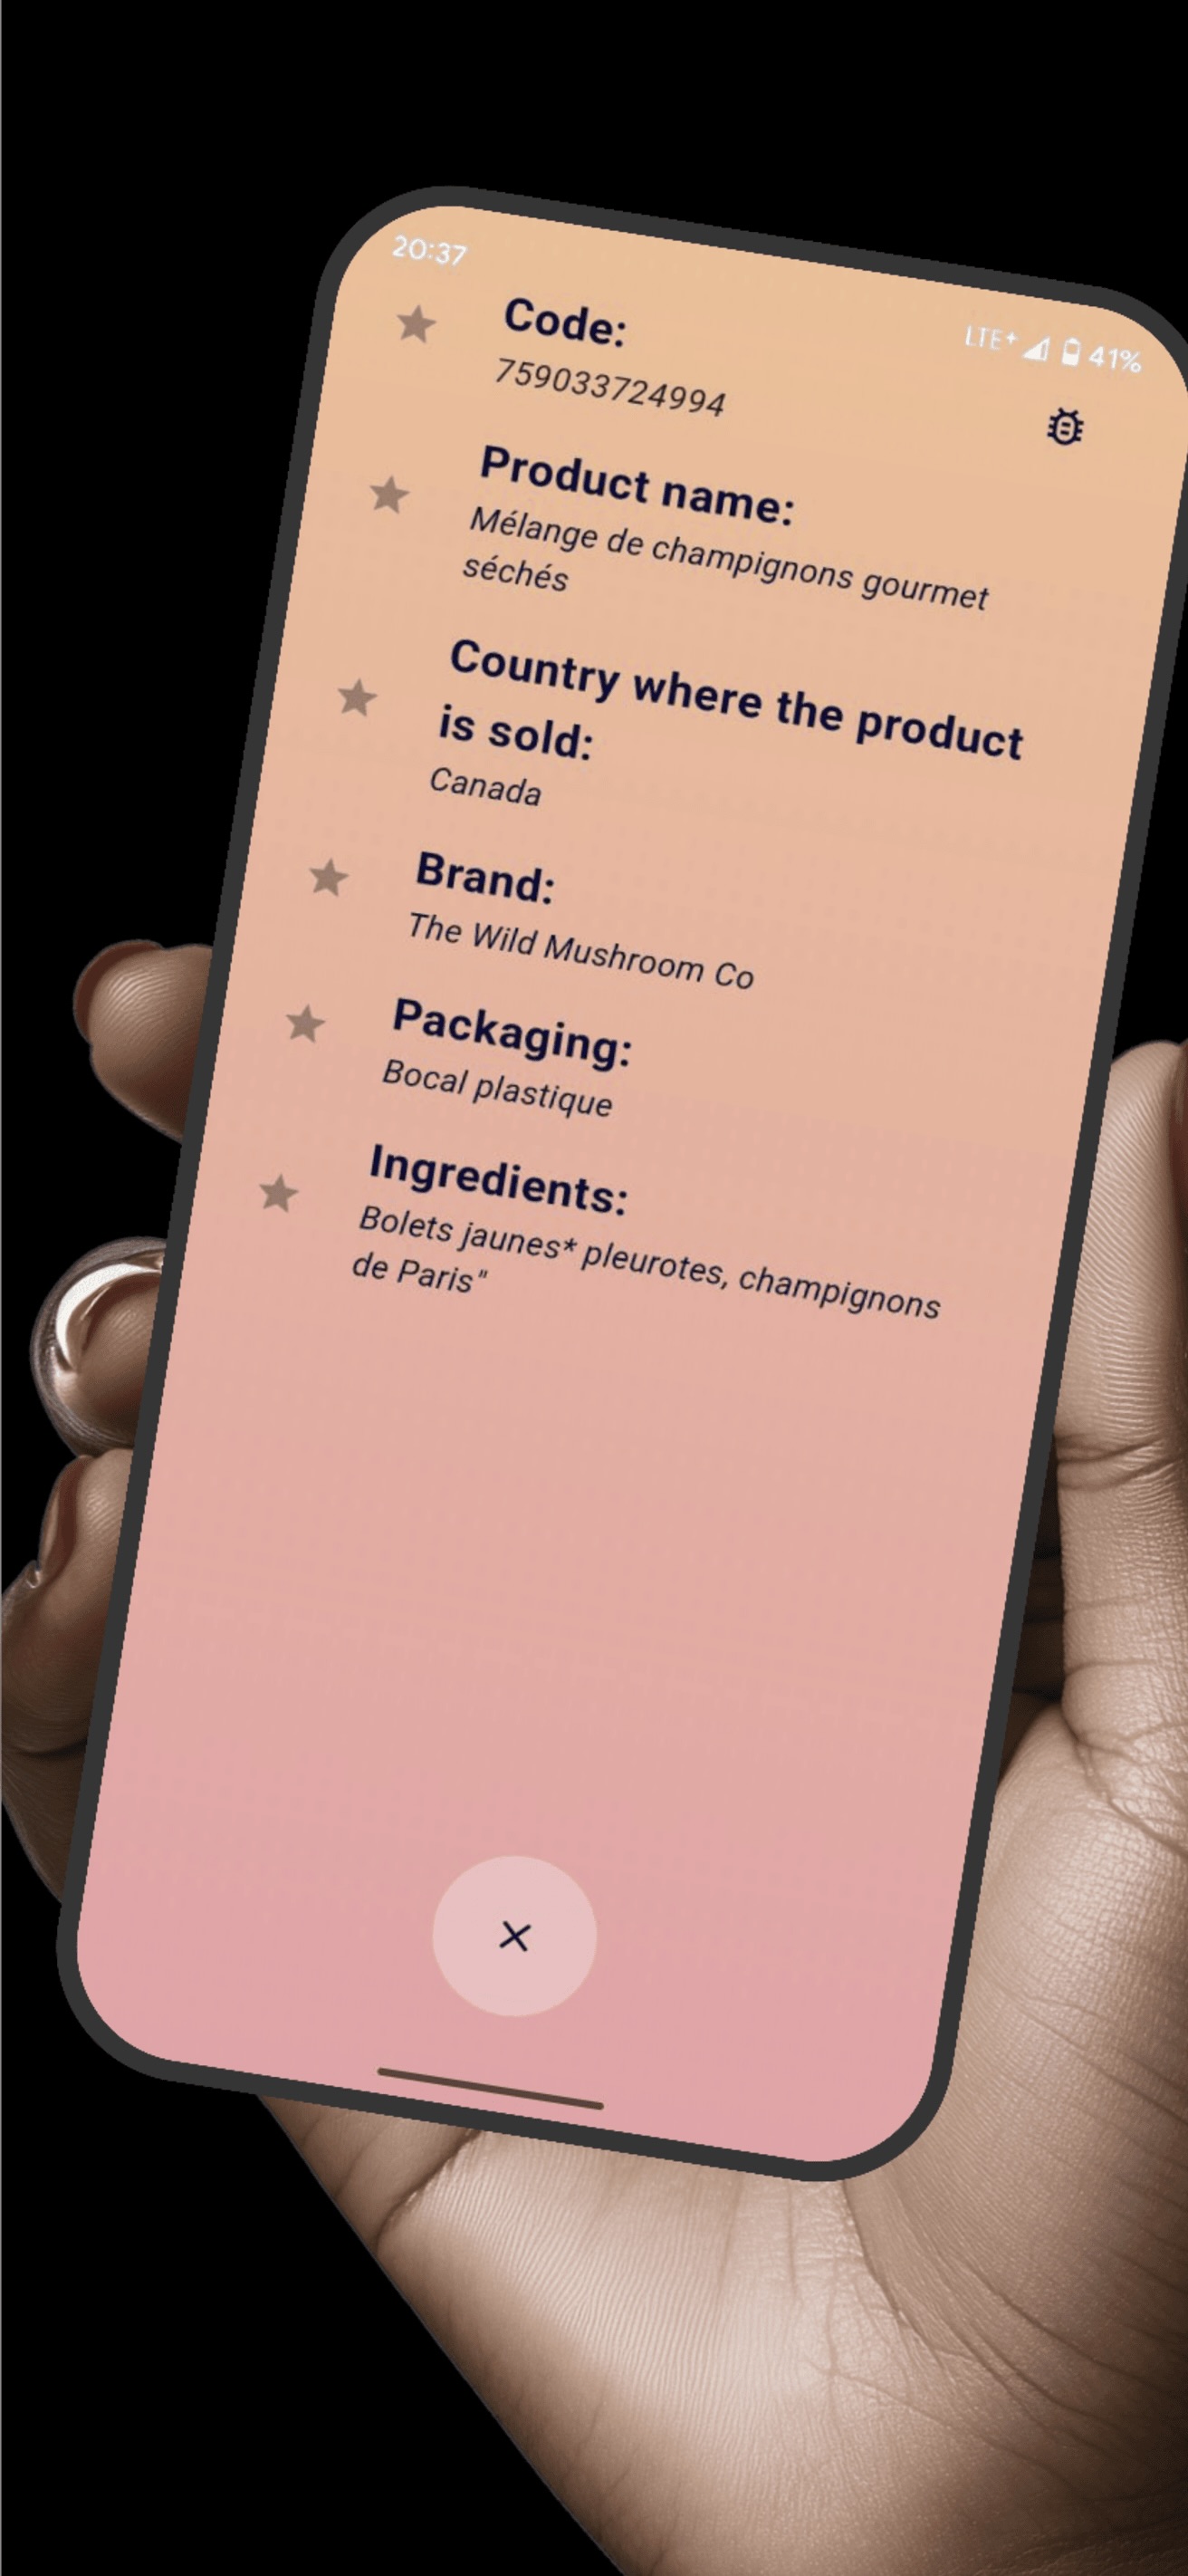 20:37
LTE+ 41%
Code:
759033724994
Product name:
Mélange de champignons gourmet
séchés
Country where the product
is sold:
Canada
Brand:
The Wild Mushroom Co
Packaging:
Bocal plastique
Ingredients:
Bolets jaunes* pleurotes, champignons
de Paris"